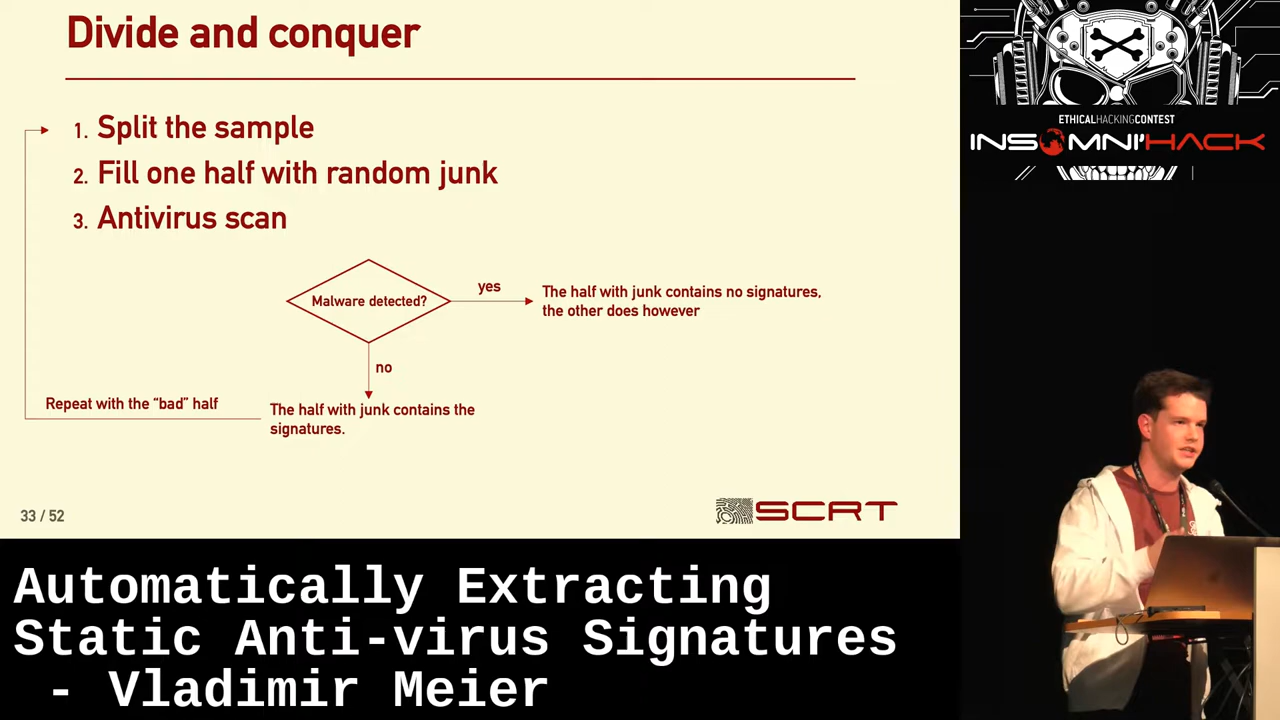 Divide and conquer
1. Split the sample
2. Fill one half with random junk
3. Antivirus scan
Malware detected?
yes
The half with junk contains no signatures,
the other does however
no
Repeat with the “bad” half
The half with junk contains the
signatures.
33 / 52
SCRT
ETHICALHACKINGCONTEST
INSOMNI'HACK
Automatically Extracting
Static Anti-virus Signatures
- Vladimir Meier